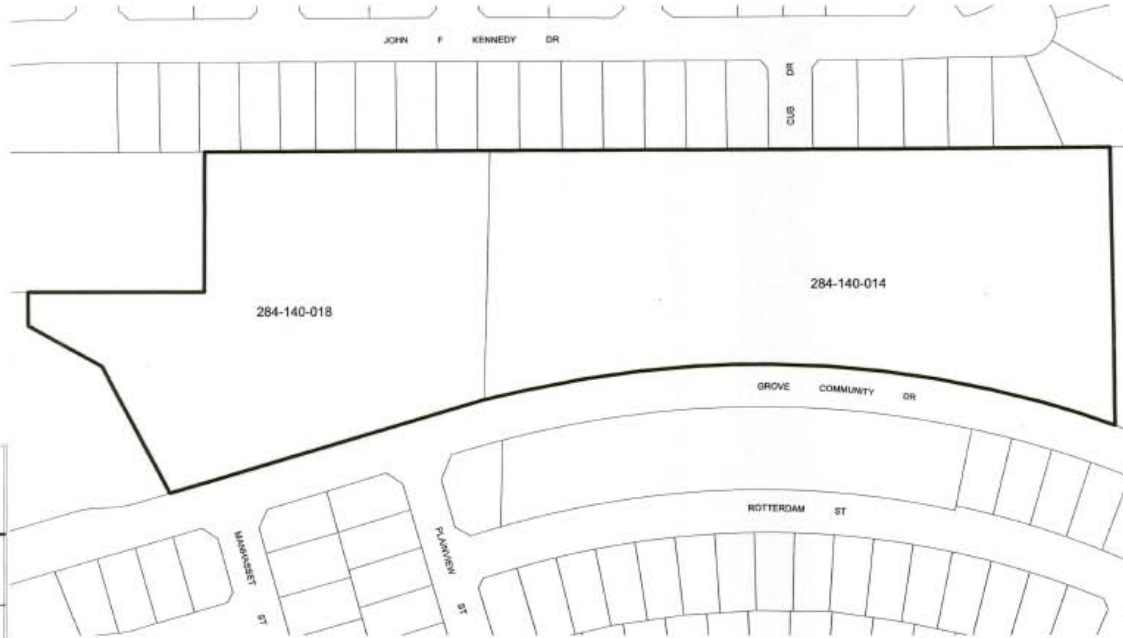 JOHN F KENNEDY DR
CUB DR
284-140-018
284-140-014
GROVE COMMUNITY DR
ROTTERDAM ST
MANHASSET ST
PLAINVIEW ST